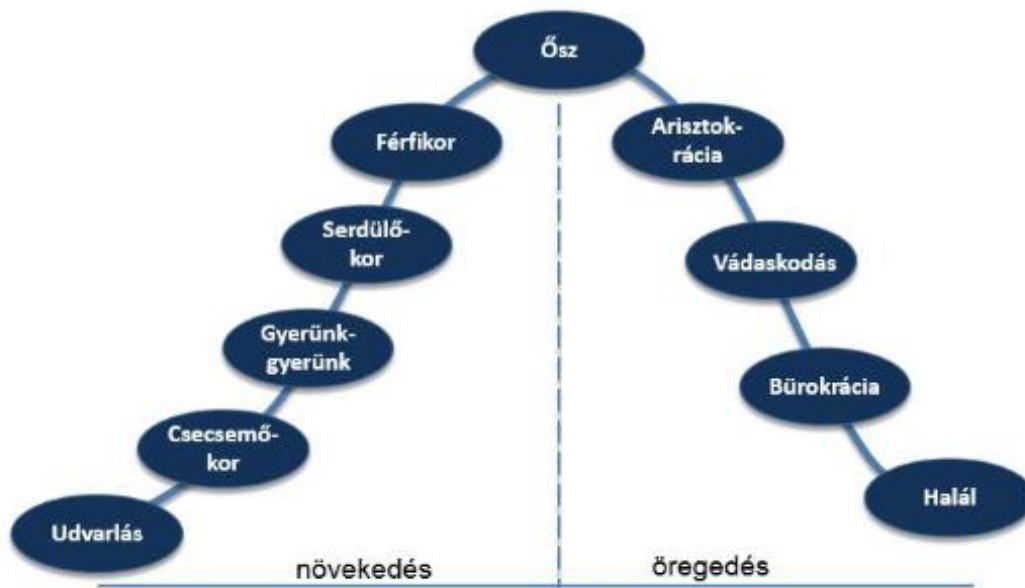 Ősz
Férfikor
Arisztok-
rácia
Serdülő-
kor
Vádaskodás
Gyerünk-
gyerünk
Bürokrácia
Csecsemő-
kor
Halál
Udvarlás
növekedés
öregedés